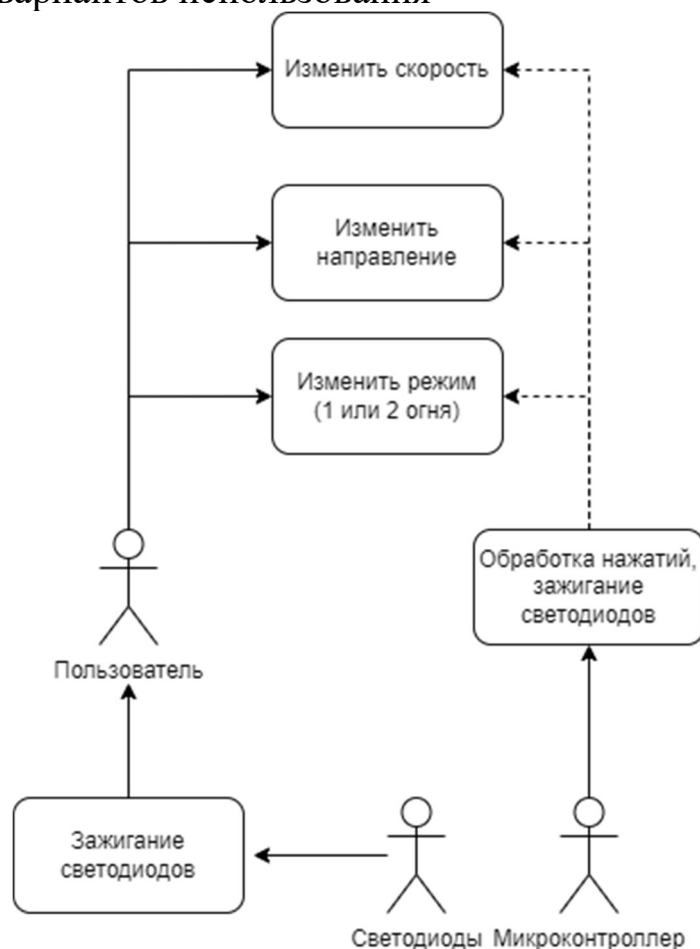 вариантов использования
Изменить скорость
Изменить
направление
Изменить режим
(1 или 2 огня)
Обработка нажатий,
зажигание
светодиодов
Пользователь
Зажигание
светодиодов
Светодиоды
Микроконтроллер